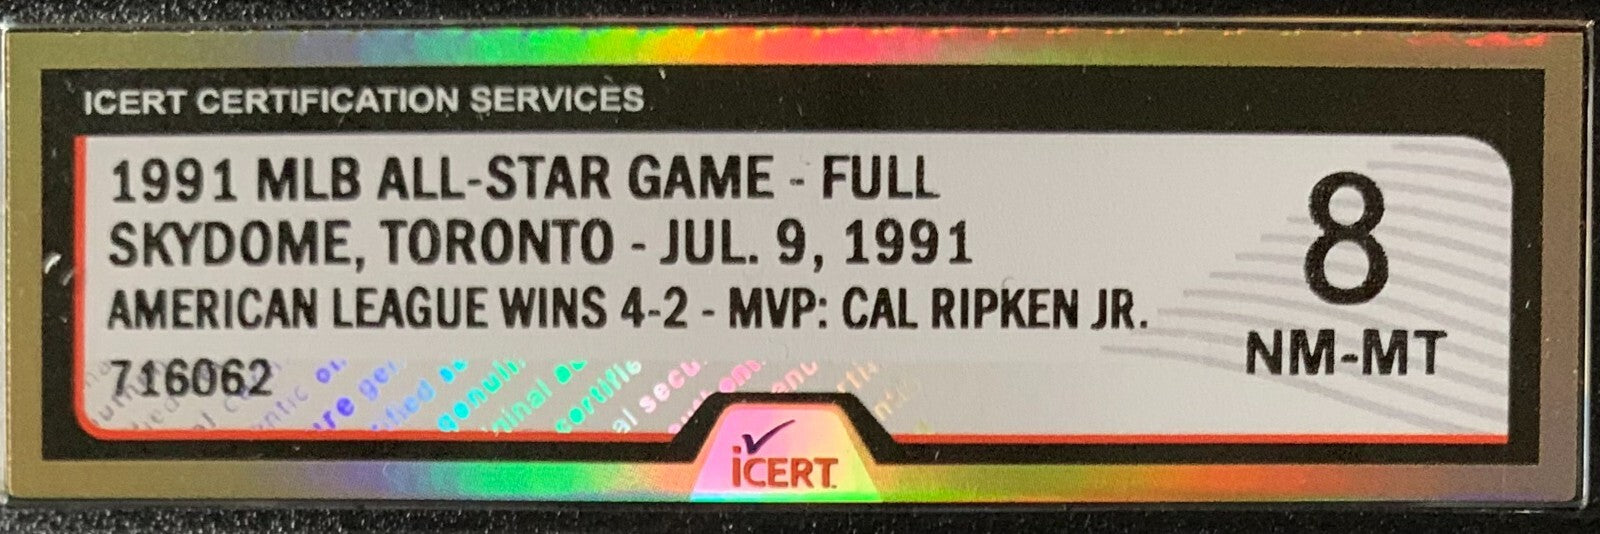 ICERT CERTIFICATION SERVICES
1991 MLB ALL-STAR GAME - FULL
SKYDOME, TORONTO - JUL. 9, 1991
AMERICAN LEAGUE WINS 4-2 - MVP: CAL RIPKEN JR.
716062
8
NM-MT
iCERT